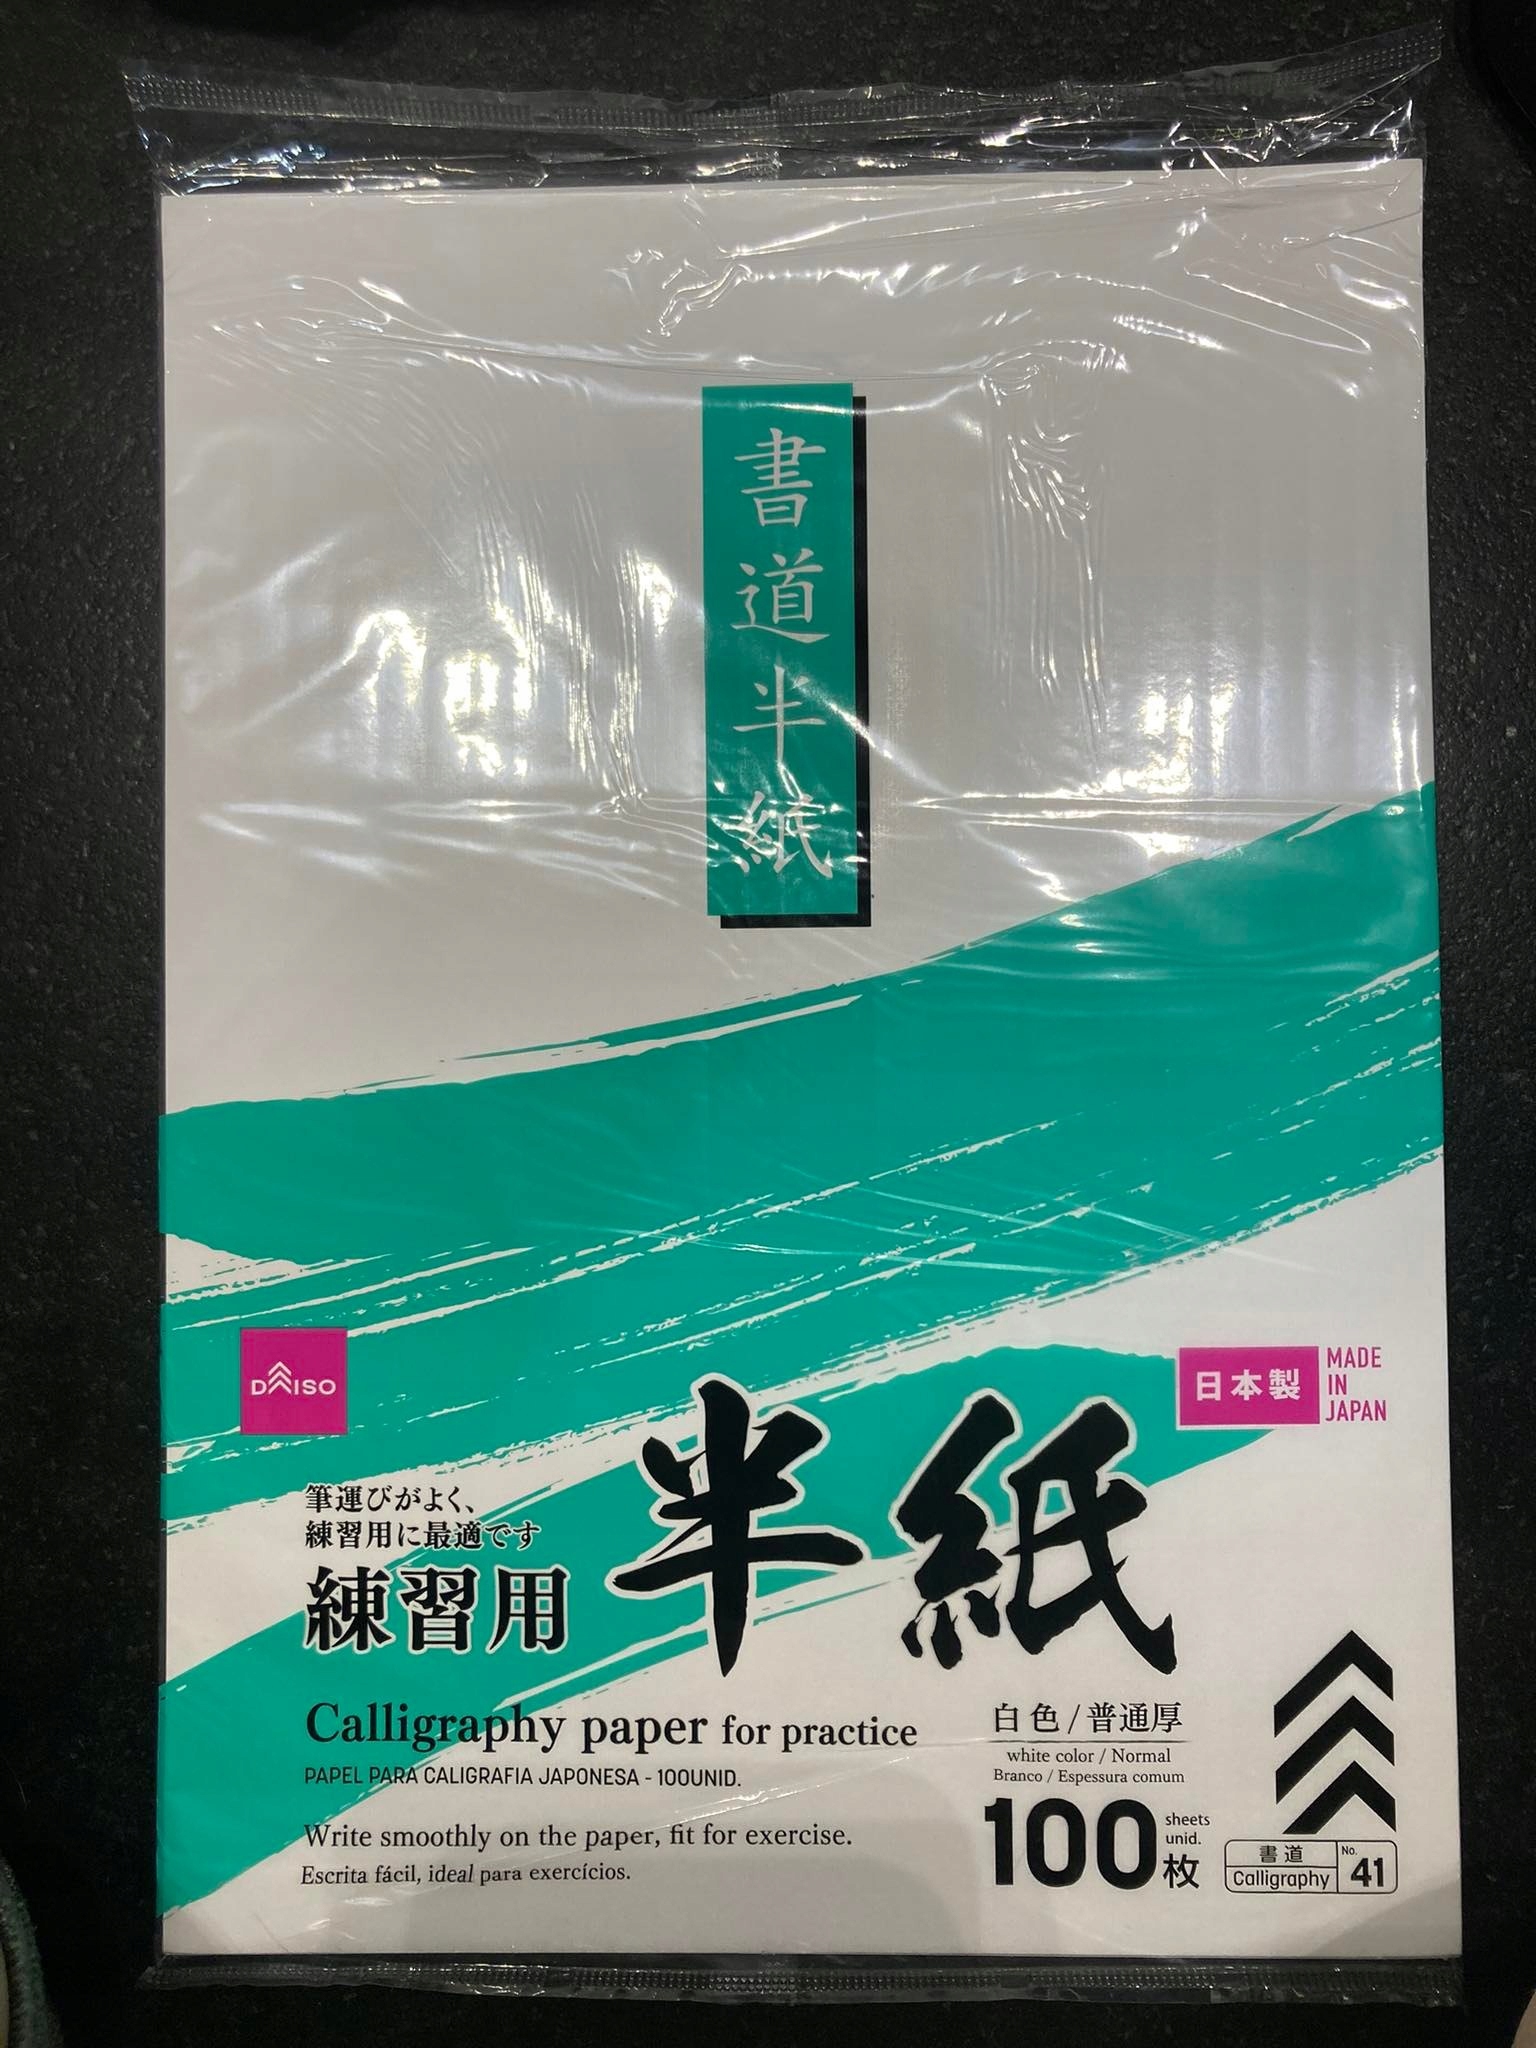 書道半紙
DAISO
日本製
MADE
IN
JAPAN
筆運びがよく、
練習用に最適です
練習用
半紙
Calligraphy paper for practice
PAPEL PARA CALIGRAFIA JAPONESA - 100UNID.
Write smoothly on the paper, fit for exercise.
Escrita fácil, ideal para exercícios.
白色/普通厚
white color / Normal
Branco / Espessura comum
100 sheets
unid.
枚
書道
Calligraphy
No.
41